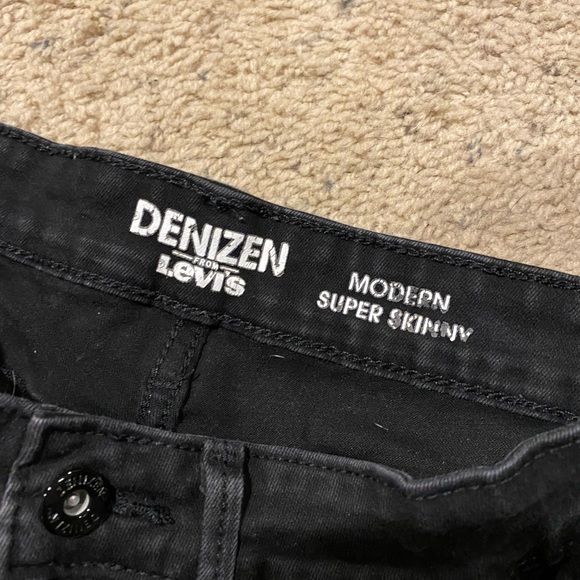 DENIZEN
FROM
Levi's
MODERN
SUPER SKINNY